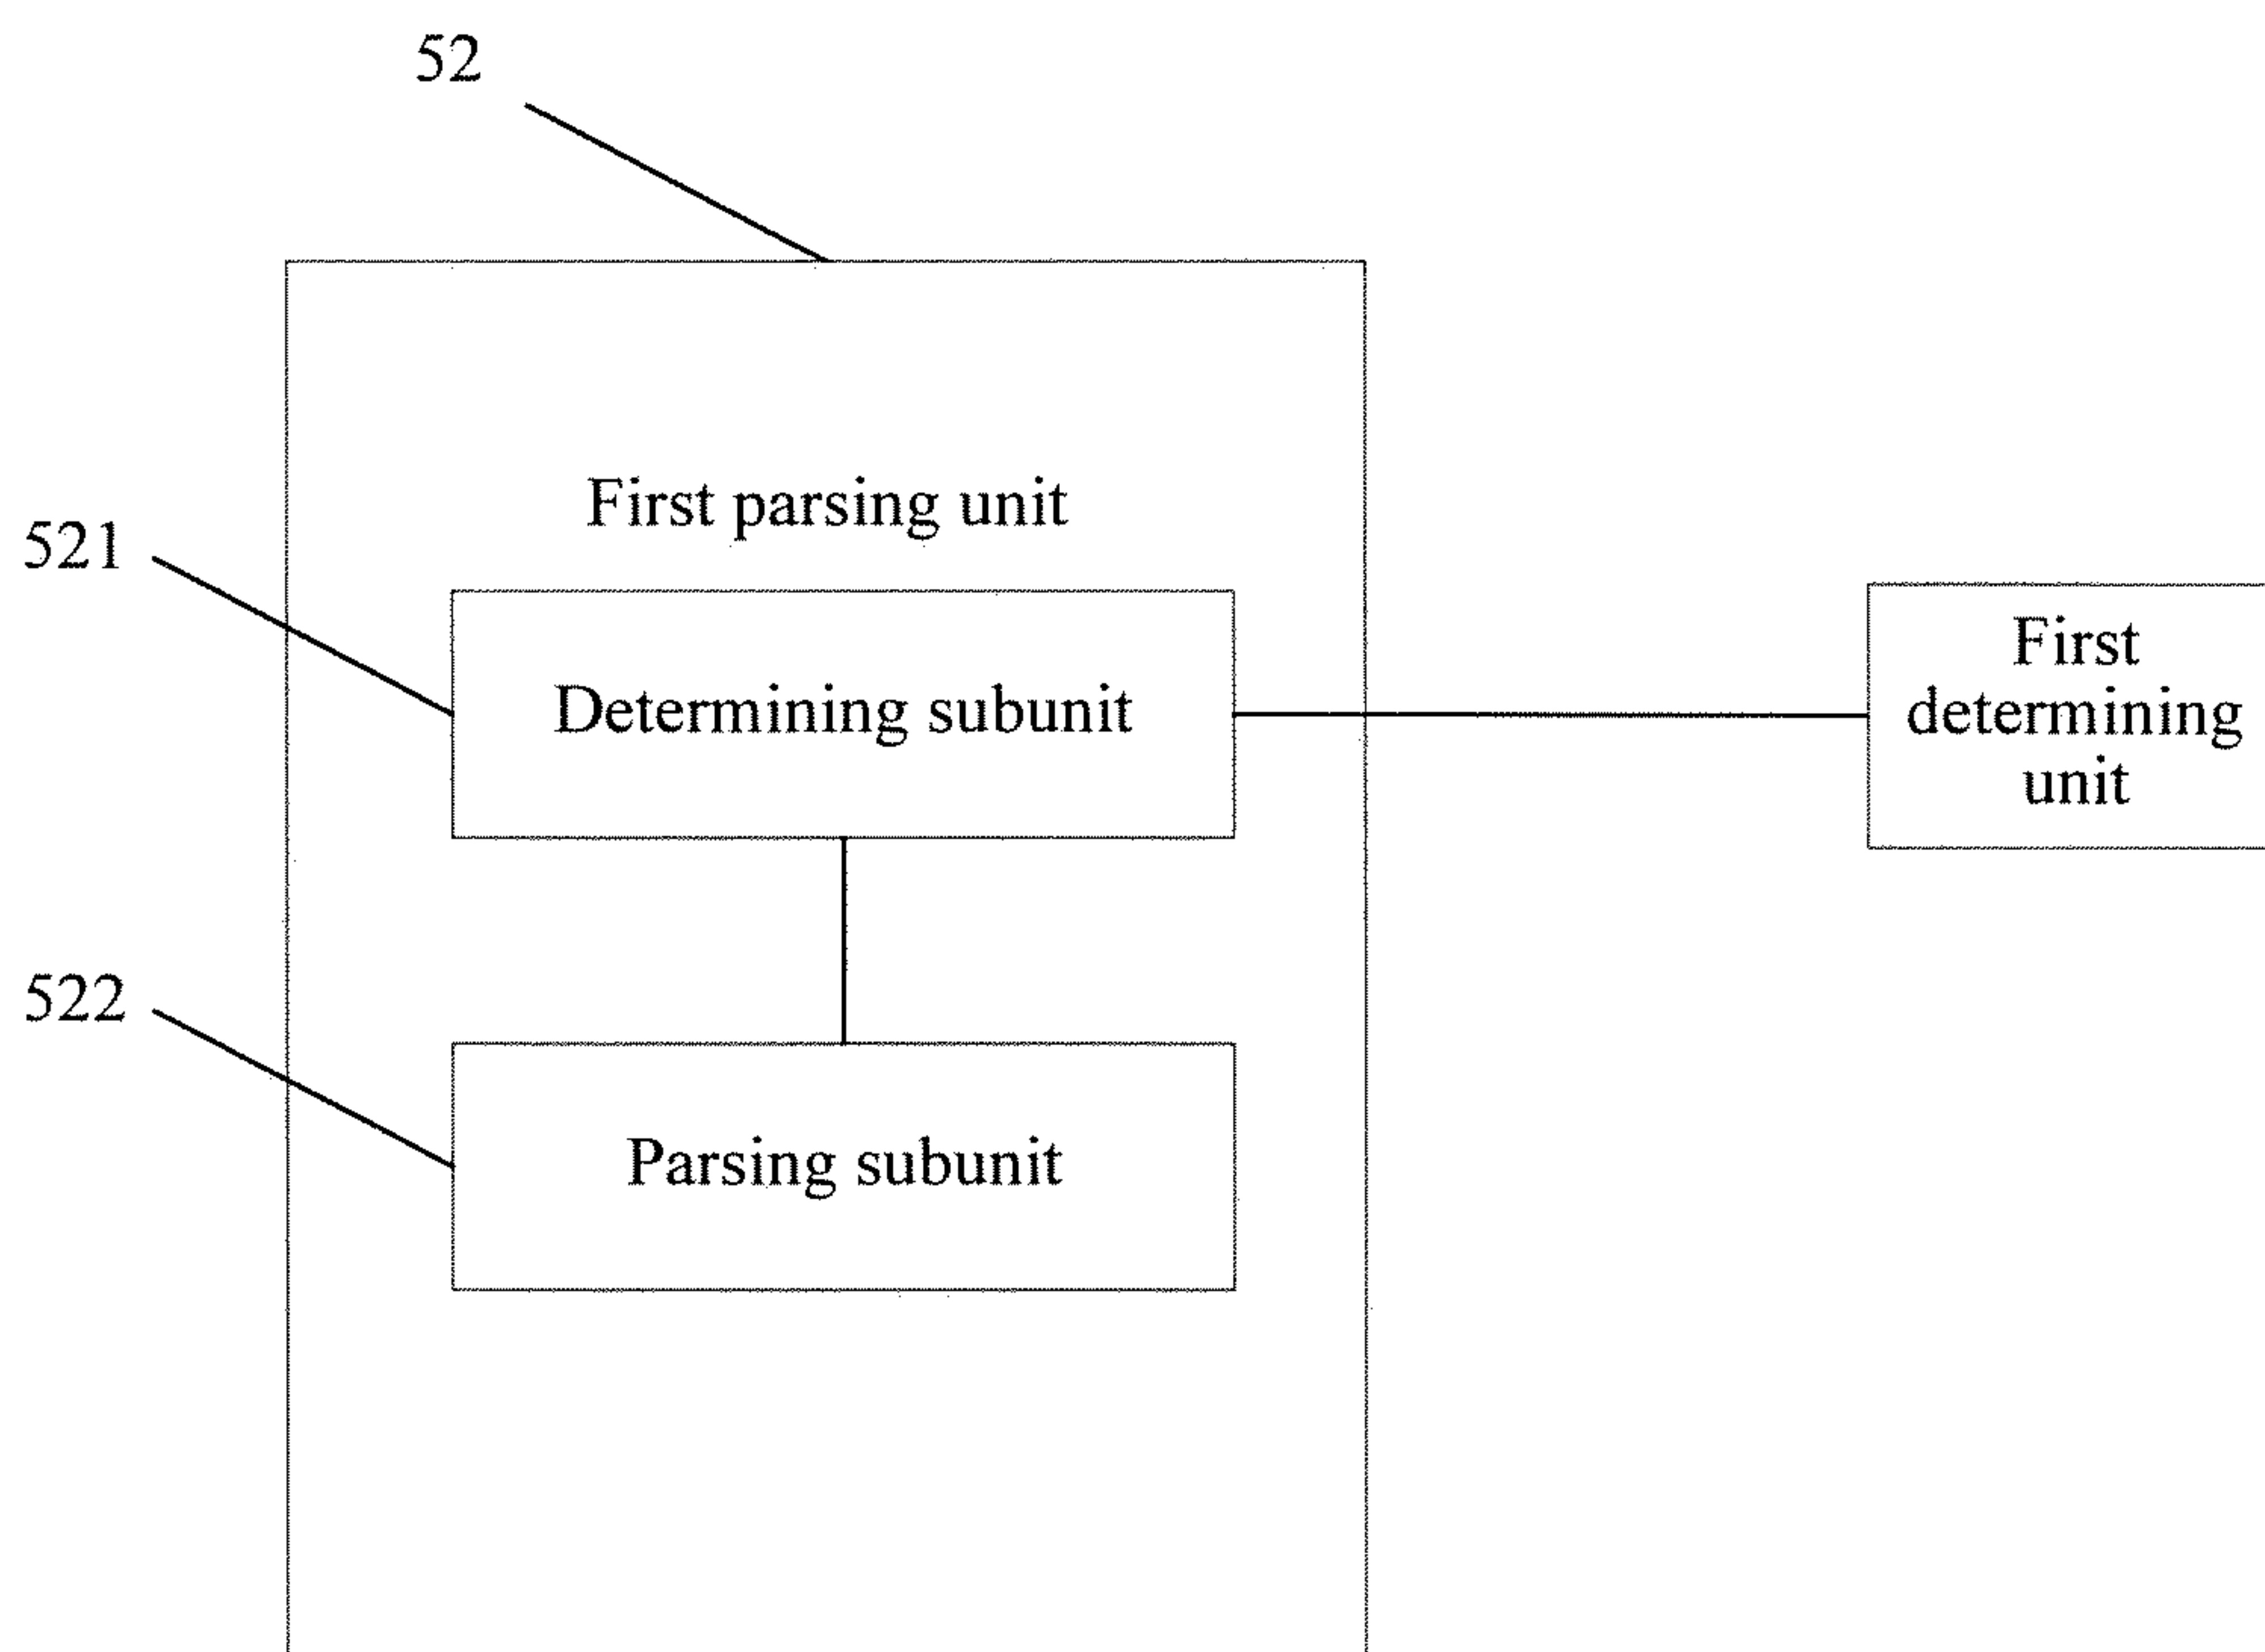 52
First parsing unit
521
Determining subunit
First
determining
unit
522
Parsing subunit